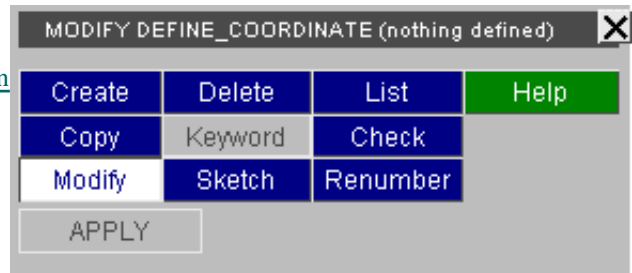 MODIFY DEFINE_COORDINATE (nothing defined) X
Create Delete List Help
Copy Keyword Check
Modify Sketch Renumber
APPLY